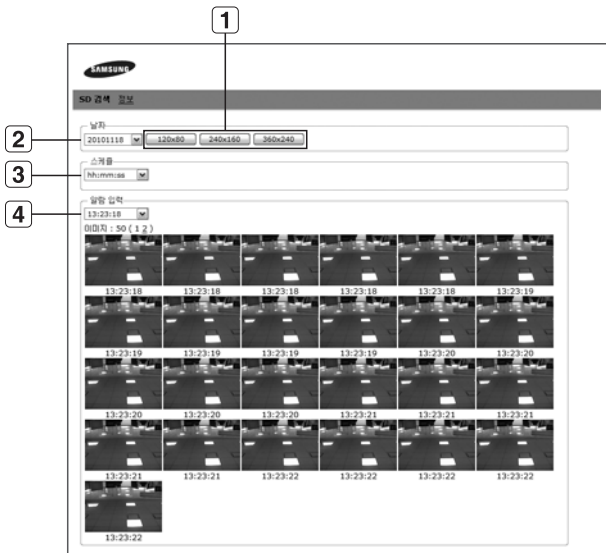 1
SAMSUNG
SD 검색 정보
날자
2 20101118 120x80 240x160 360x240
스케쥴
3 hh:mm:ss
알람 입력
4 13:23:18
이미지 : 50 ( 1 2 )
13:23:18 13:23:18 13:23:18 13:23:18 13:23:18 13:23:19
13:23:19 13:23:19 13:23:19 13:23:19 13:23:20 13:23:20
13:23:20 13:23:20 13:23:20 13:23:21 13:23:21 13:23:21
13:23:21 13:23:21 13:23:22 13:23:22 13:23:22 13:23:22
13:23:22